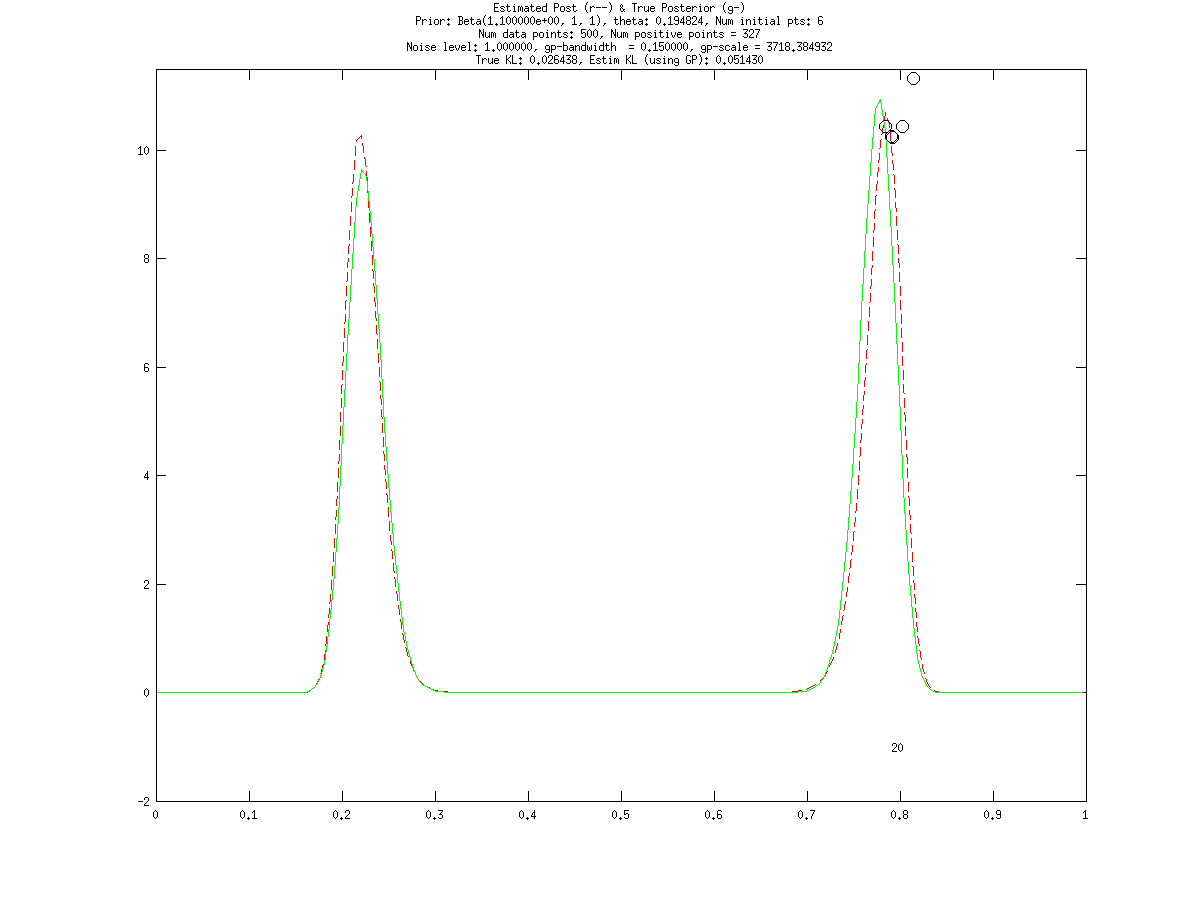 Estimated Post (r--) & True Posterior (g-)
Prior: Beta(1.100000e+00, 1, 1), theta: 0.194824, Num initial pts: 6
Num data points: 500, Num positive points = 327
Noise level: 1.000000, gp-bandwidth  = 0.150000, gp-scale = 3718.384932
True KL: 0.026438, Estim KL (using GP): 0.051430
10
8
6
4
2
0
20
-2
0 0.1 0.2 0.3 0.4 0.5 0.6 0.7 0.8 0.9 1